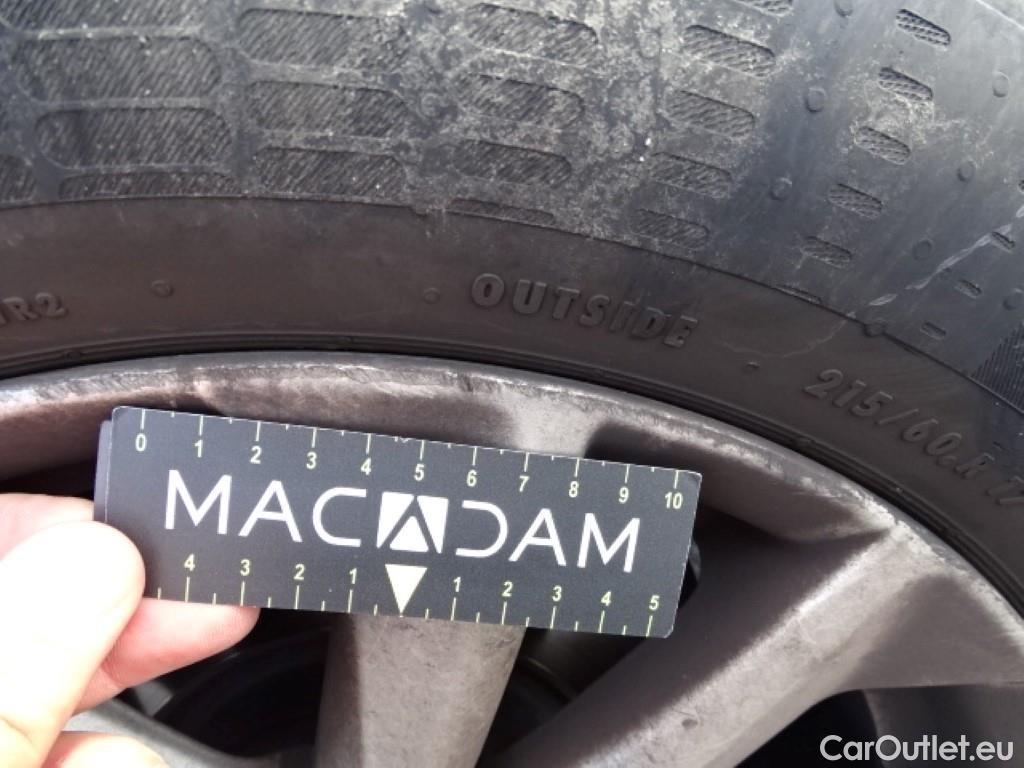 OUTSIDE
215/60.R 17
0 1 2 3 4 5 6 7 8 9 10
MACADAM
4 3 2 1 1 2 3 4 5
CarOutlet.eu